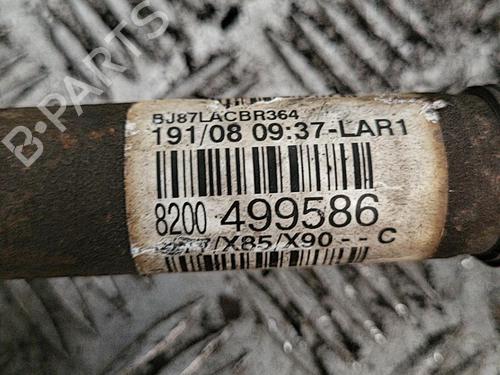 B-PARTS
BJ87LACBR364
191/08 09:37-LAR1
8200 499586
/X85/X90 - - C